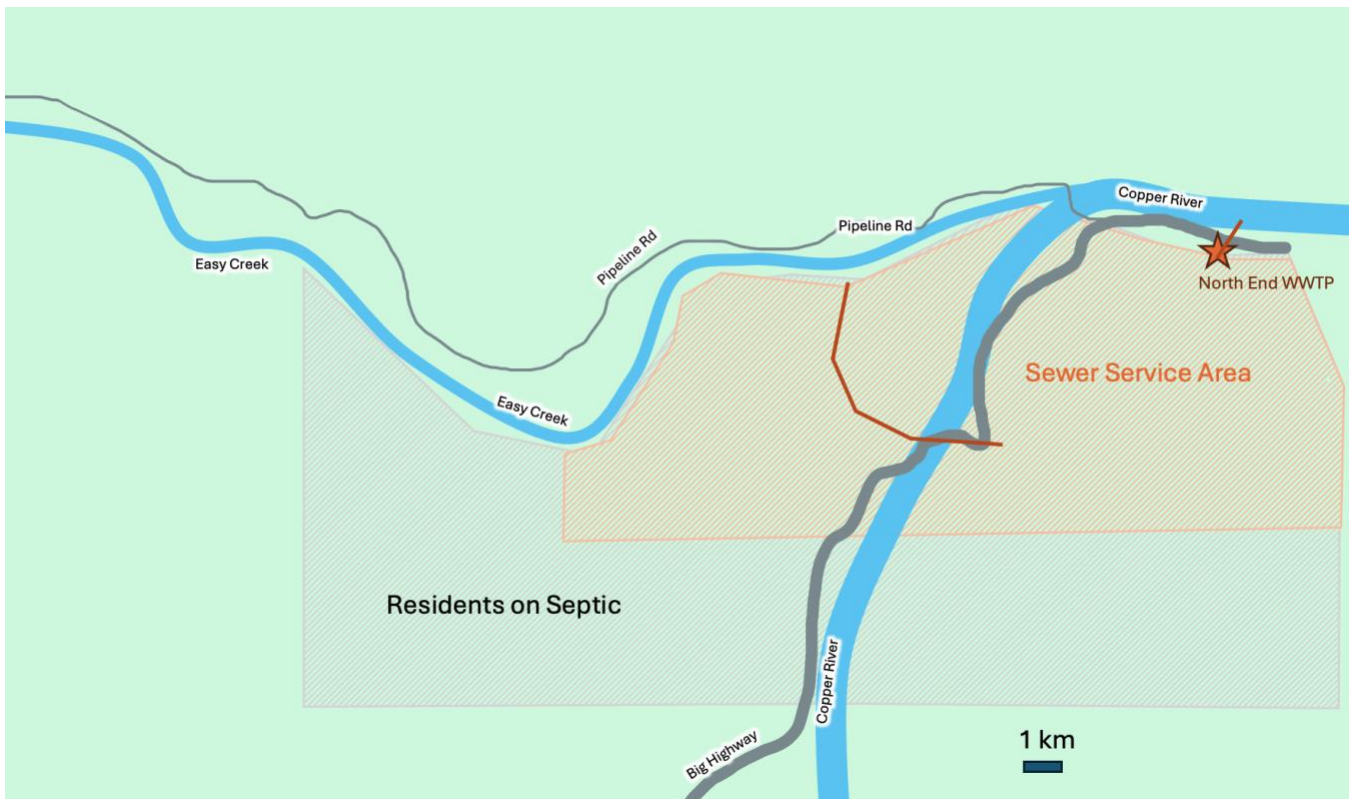 Copper River
Pipeline Rd
Pipeline Rd
Easy Creek
North End WWTP
Sewer Service Area
Easy Creek
Residents on Septic
Copper River
Big Highway
1 km